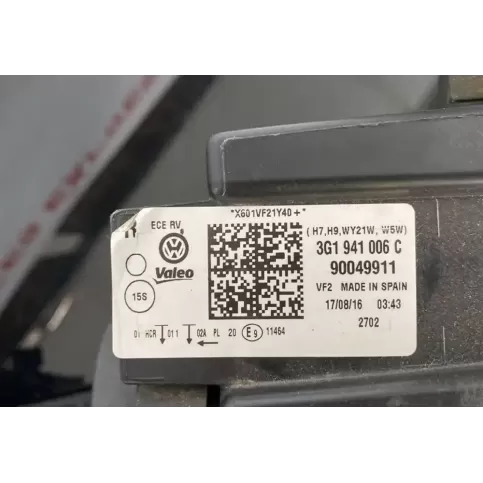 "X601VF21Y40+"
R ECE RV
(H7,H9,WY21W, W5W)
3G1 941 006 C
Valeo
90049911
VF2 MADE IN SPAIN
15S
17/08/16 03:43
2702
01 HCR 011 02A PL 20 E9 11464